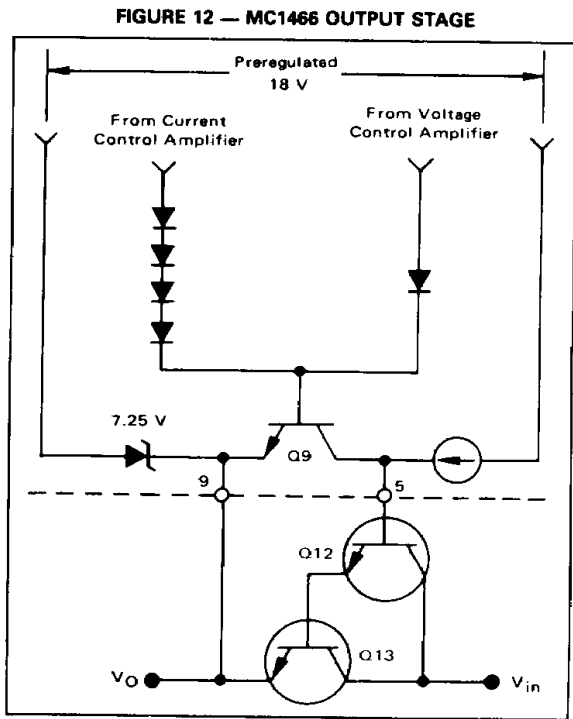 FIGURE 12 — MC1466 OUTPUT STAGE
Preregulated
18 V
From Current
Control Amplifier
From Voltage
Control Amplifier
7.25 V
Q9
9
5
Q12
Q13
VO
Vin